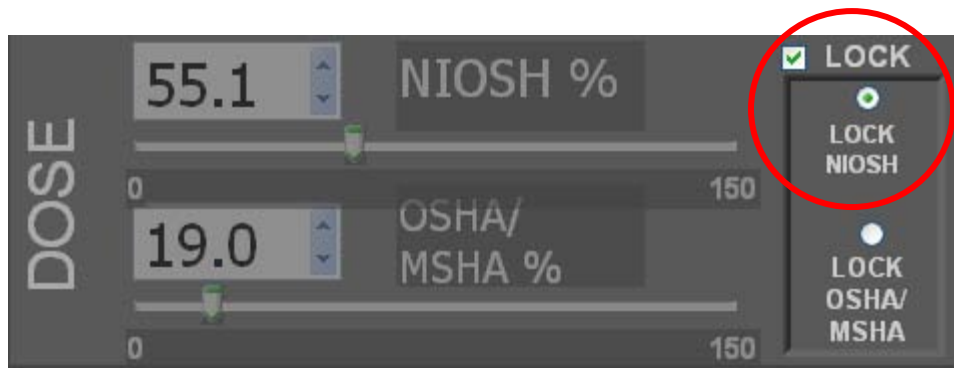 DOSE
55.1
NIOSH %
0
150
19.0
OSHA/
MSHA %
0
150
LOCK
LOCK
NIOSH
LOCK
OSHA/
MSHA